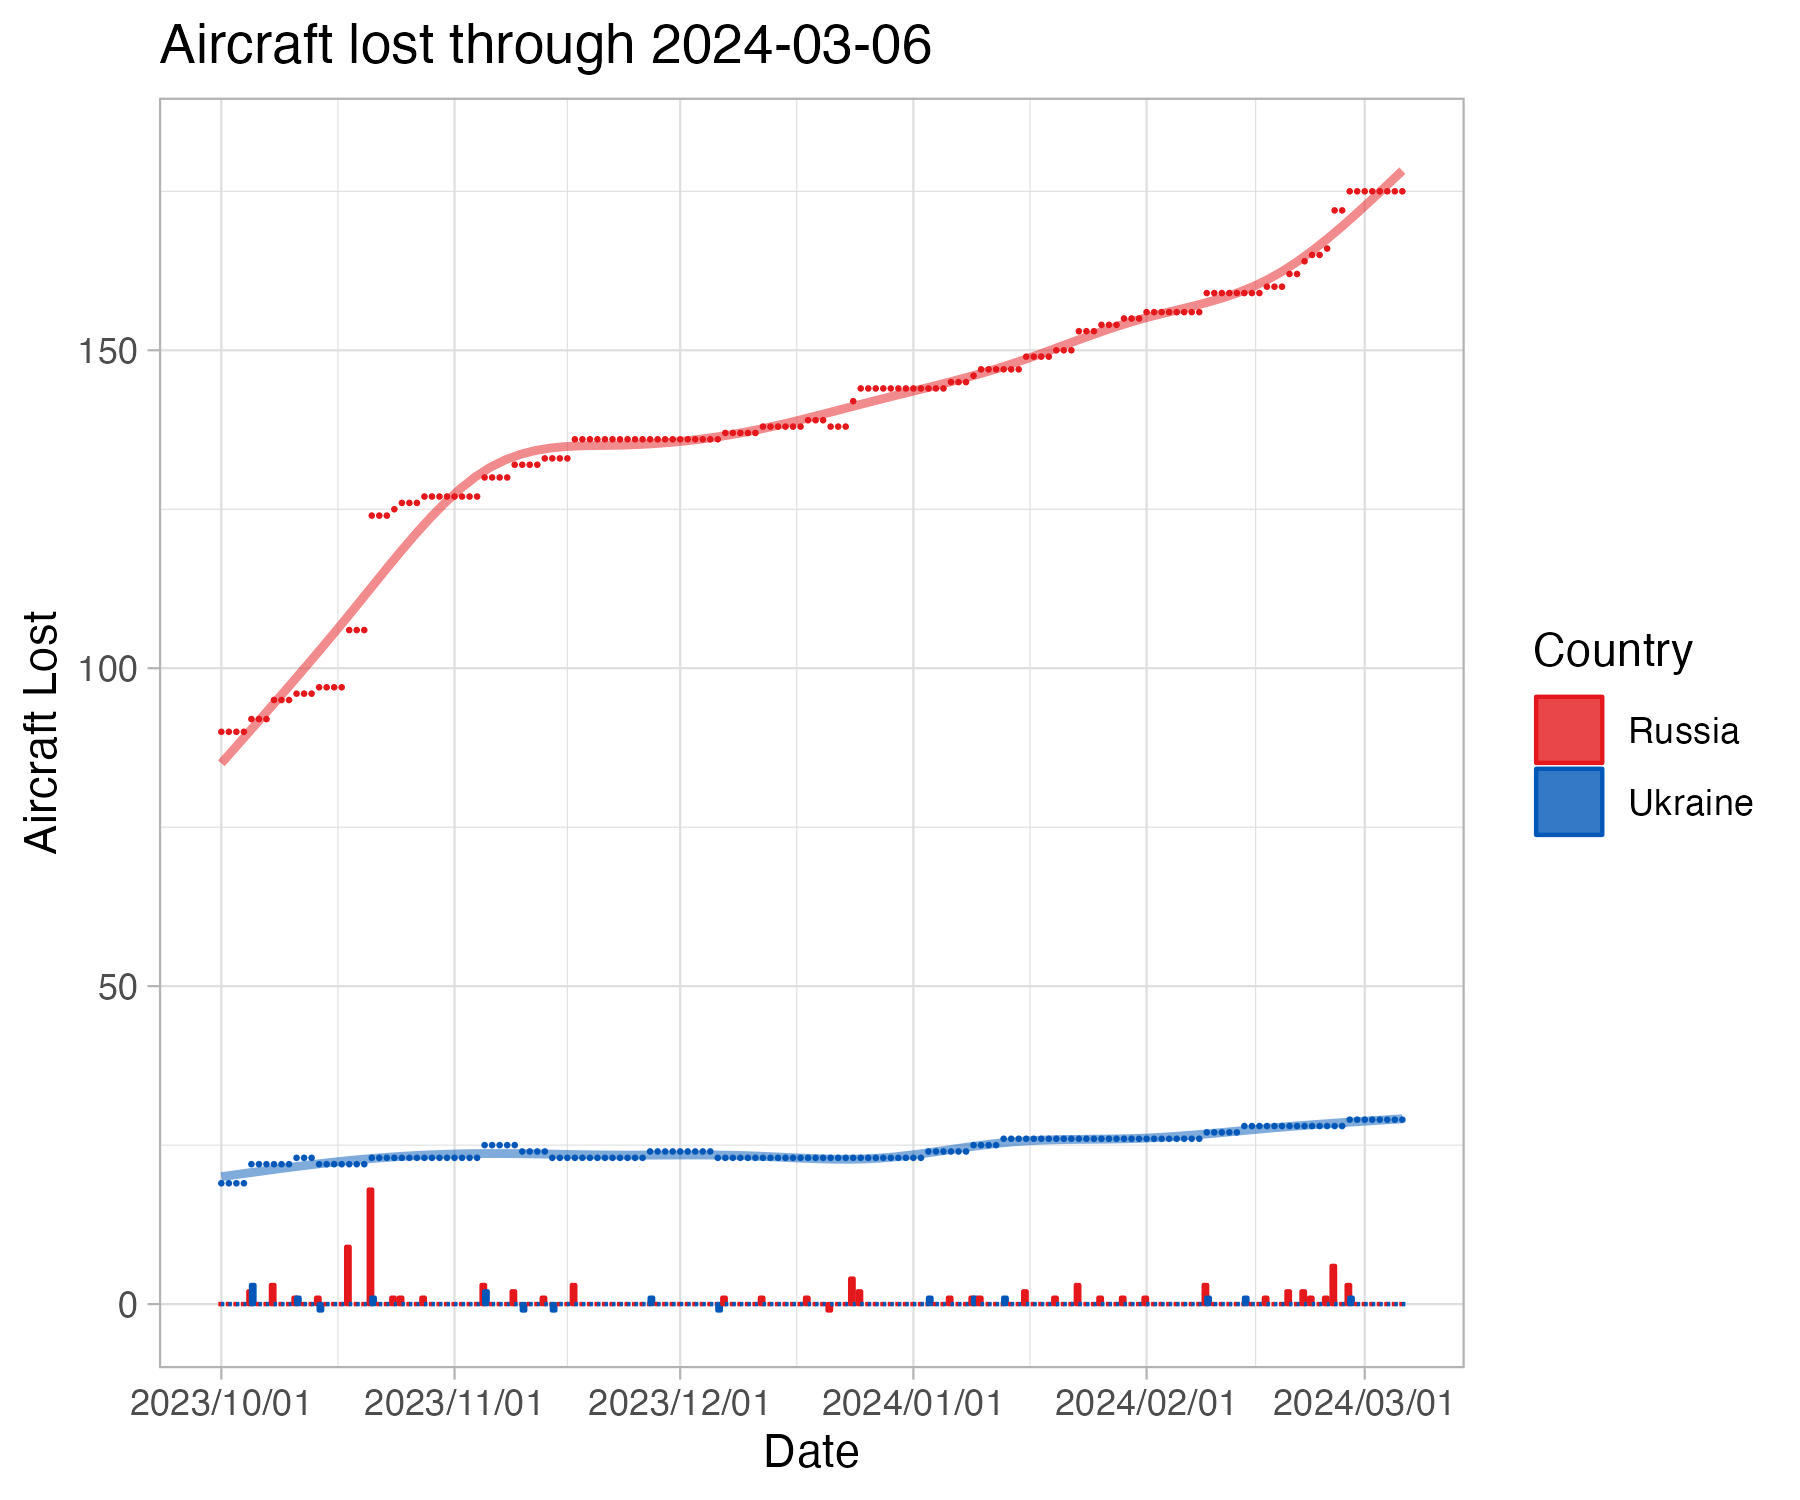 Aircraft lost through 2024-03-06
Aircraft Lost
150
100
50
0
2023/10/01 2023/11/01 2023/12/01 2024/01/01 2024/02/01 2024/03/01
Date
Country
Russia
Ukraine